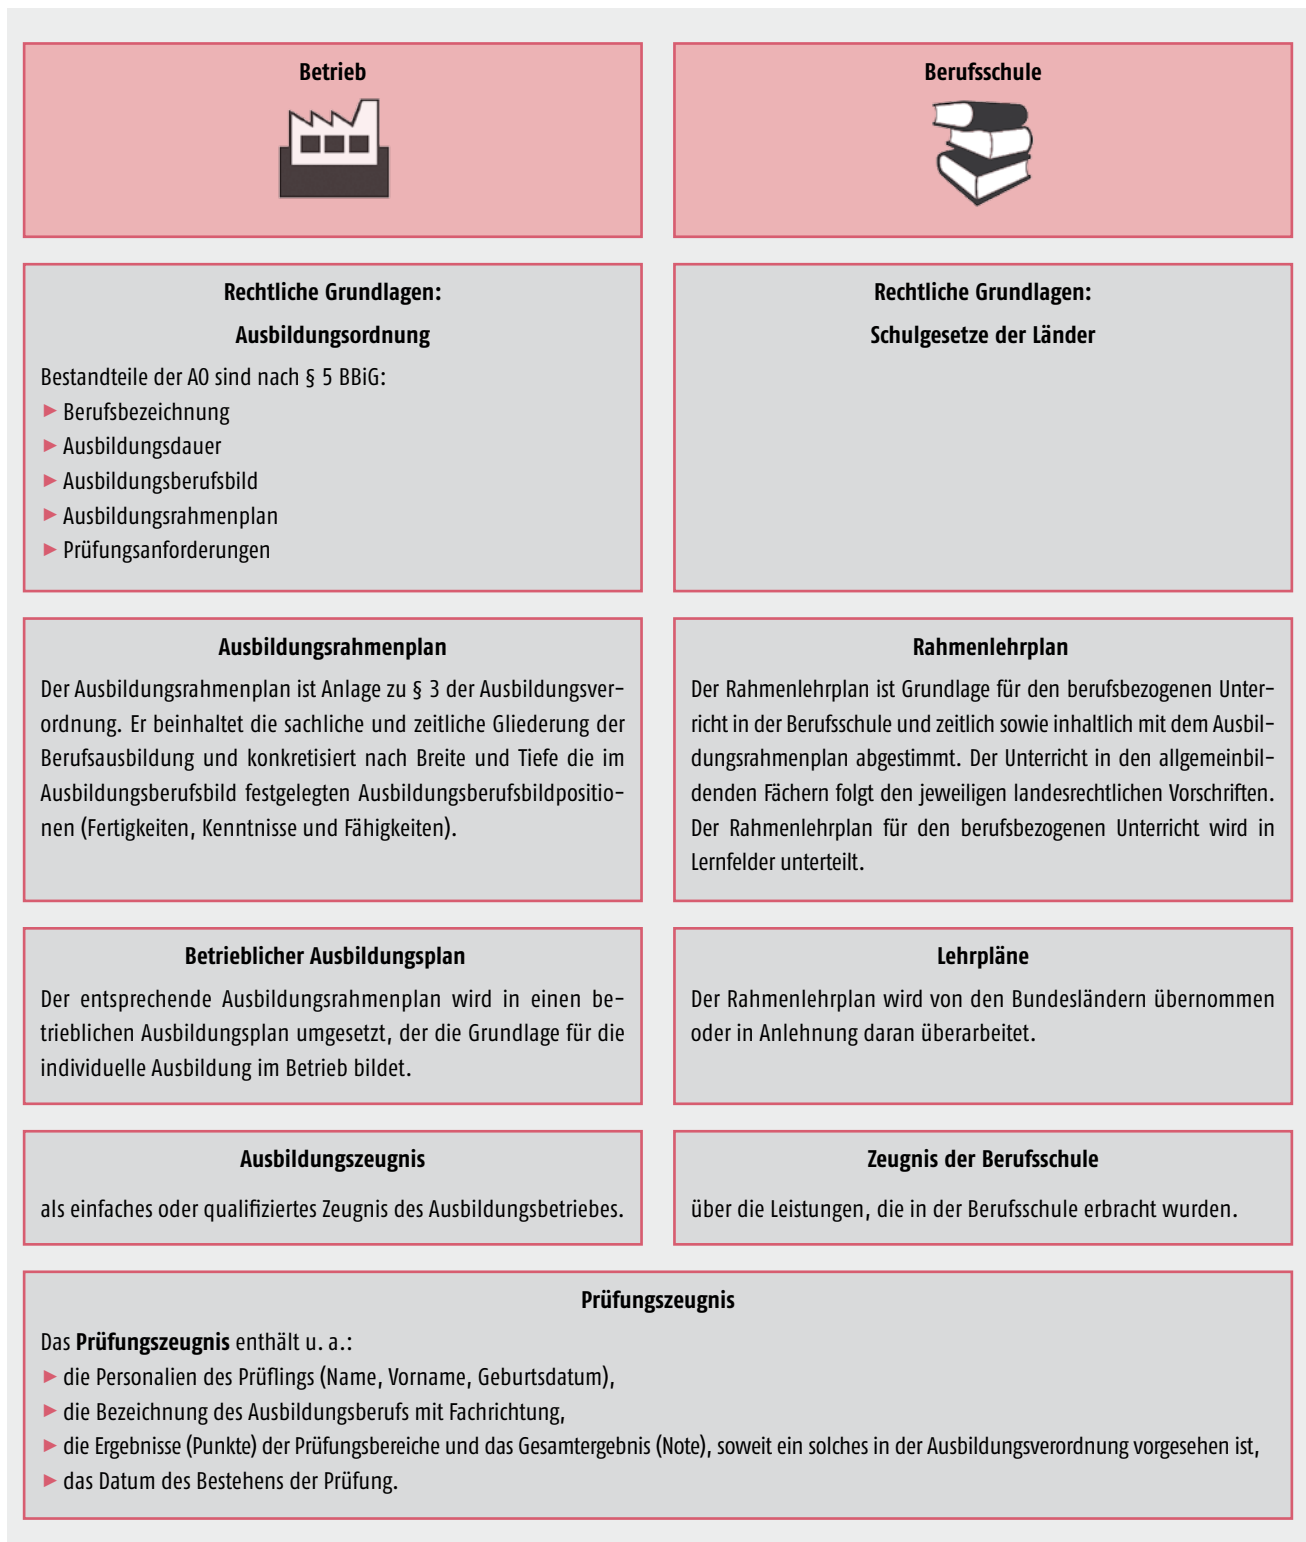 Betrieb
Berufsschule
Rechtliche Grundlagen:
Ausbildungsordnung
Bestandteile der AO sind nach § 5 BBiG:
► Berufsbezeichnung
► Ausbildungsdauer
► Ausbildungsberufsbild
► Ausbildungsrahmenplan
► Prüfungsanforderungen
Rechtliche Grundlagen:
Schulgesetze der Länder
Ausbildungsrahmenplan
Der Ausbildungsrahmenplan ist Anlage zu § 3 der Ausbildungsver-
ordnung. Er beinhaltet die sachliche und zeitliche Gliederung der
Berufsausbildung und konkretisiert nach Breite und Tiefe die im
Ausbildungsberufsbild festgelegten Ausbildungsberufsbildpositio-
nen (Fertigkeiten, Kenntnisse und Fähigkeiten).
Rahmenlehrplan
Der Rahmenlehrplan ist Grundlage für den berufsbezogenen Unter-
richt in der Berufsschule und zeitlich sowie inhaltlich mit dem Ausbil-
dungsrahmenplan abgestimmt. Der Unterricht in den allgemeinbil-
denden Fächern folgt den jeweiligen landesrechtlichen Vorschriften.
Der Rahmenlehrplan für den berufsbezogenen Unterricht wird in
Lernfelder unterteilt.
Betrieblicher Ausbildungsplan
Der entsprechende Ausbildungsrahmenplan wird in einen be-
trieblichen Ausbildungsplan umgesetzt, der die Grundlage für die
individuelle Ausbildung im Betrieb bildet.
Lehrpläne
Der Rahmenlehrplan wird von den Bundesländern übernommen
oder in Anlehnung daran überarbeitet.
Ausbildungszeugnis
als einfaches oder qualifiziertes Zeugnis des Ausbildungsbetriebes.
Zeugnis der Berufsschule
über die Leistungen, die in der Berufsschule erbracht wurden.
Prüfungszeugnis
Das Prüfungszeugnis enthält u. a.:
► die Personalien des Prüflings (Name, Vorname, Geburtsdatum),
► die Bezeichnung des Ausbildungsberufs mit Fachrichtung,
► die Ergebnisse (Punkte) der Prüfungsbereiche und das Gesamtergebnis (Note), soweit ein solches in der Ausbildungsverordnung vorgesehen ist,
► das Datum des Bestehens der Prüfung.